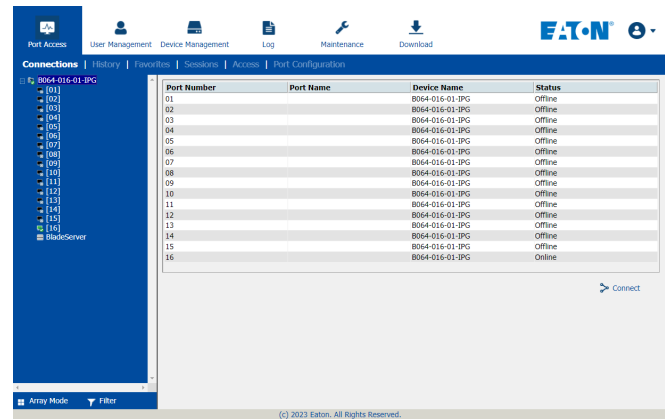 EATON®
Port Access User Management Device Management Log Maintenance Download
Connections | History | Favorites | Sessions | Access | Port Configuration
B064-016-01-IPG
[01]
[02]
[03]
[04]
[05]
[06]
[07]
[08]
[09]
[10]
[11]
[12]
[13]
[14]
[15]
[16]
BladeServer
Port Number Port Name Device Name Status
01 B064-016-01-IPG Offline
02 B064-016-01-IPG Offline
03 B064-016-01-IPG Offline
04 B064-016-01-IPG Offline
05 B064-016-01-IPG Offline
06 B064-016-01-IPG Offline
07 B064-016-01-IPG Offline
08 B064-016-01-IPG Offline
09 B064-016-01-IPG Offline
10 B064-016-01-IPG Offline
11 B064-016-01-IPG Offline
12 B064-016-01-IPG Offline
13 B064-016-01-IPG Offline
14 B064-016-01-IPG Offline
15 B064-016-01-IPG Offline
16 B064-016-01-IPG Online
Connect
Array Mode Filter
(c) 2023 Eaton. All Rights Reserved.